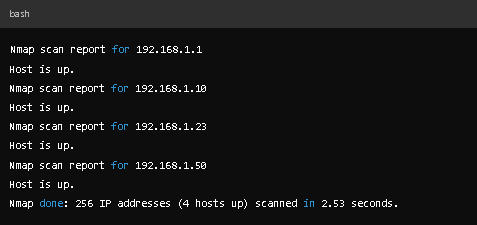 bash
Nmap scan report for 192.168.1.1
Host is up.
Nmap scan report for 192.168.1.10
Host is up.
Nmap scan report for 192.168.1.23
Host is up.
Nmap scan report for 192.168.1.50
Host is up.
Nmap done: 256 IP addresses (4 hosts up) scanned in 2.53 seconds.